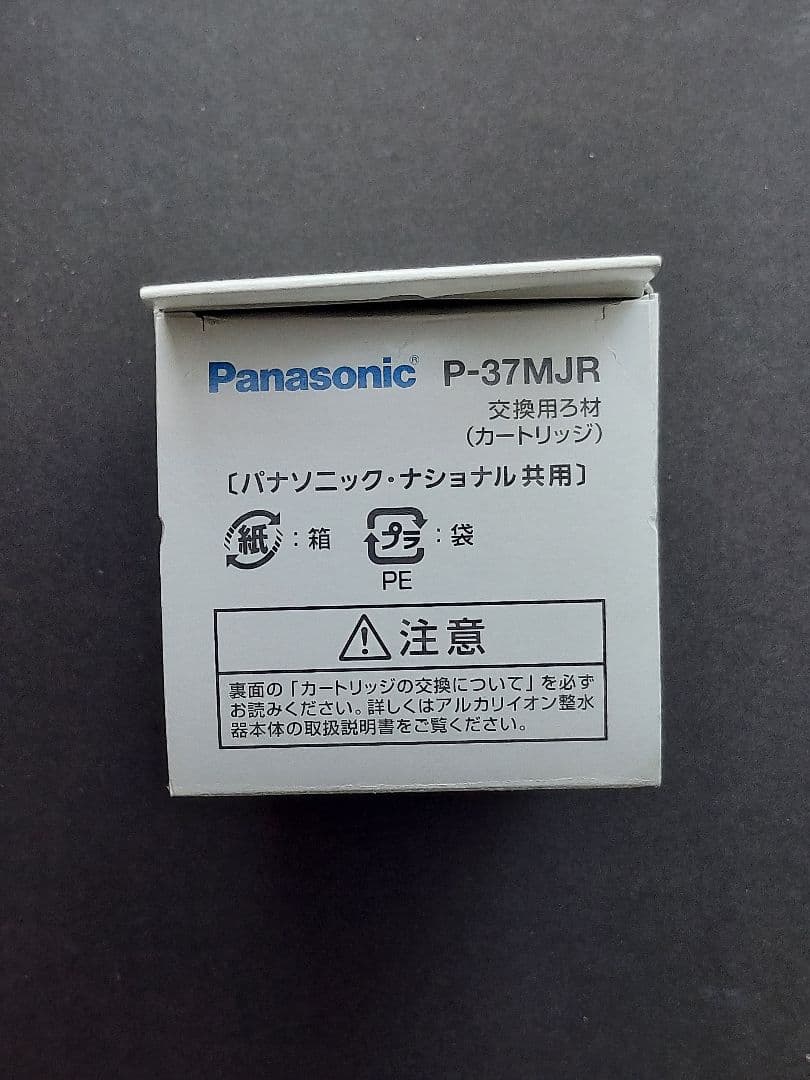 Panasonic® P-37MJR
交換用ろ材
(カートリッジ)
〔パナソニック・ナショナル共用〕
紙:箱 プラ:袋
PE
注意
裏面の「カートリッジの交換について」を必ず
お読みください。詳しくはアルカリイオン整水
器本体の取扱説明書をご覧ください。